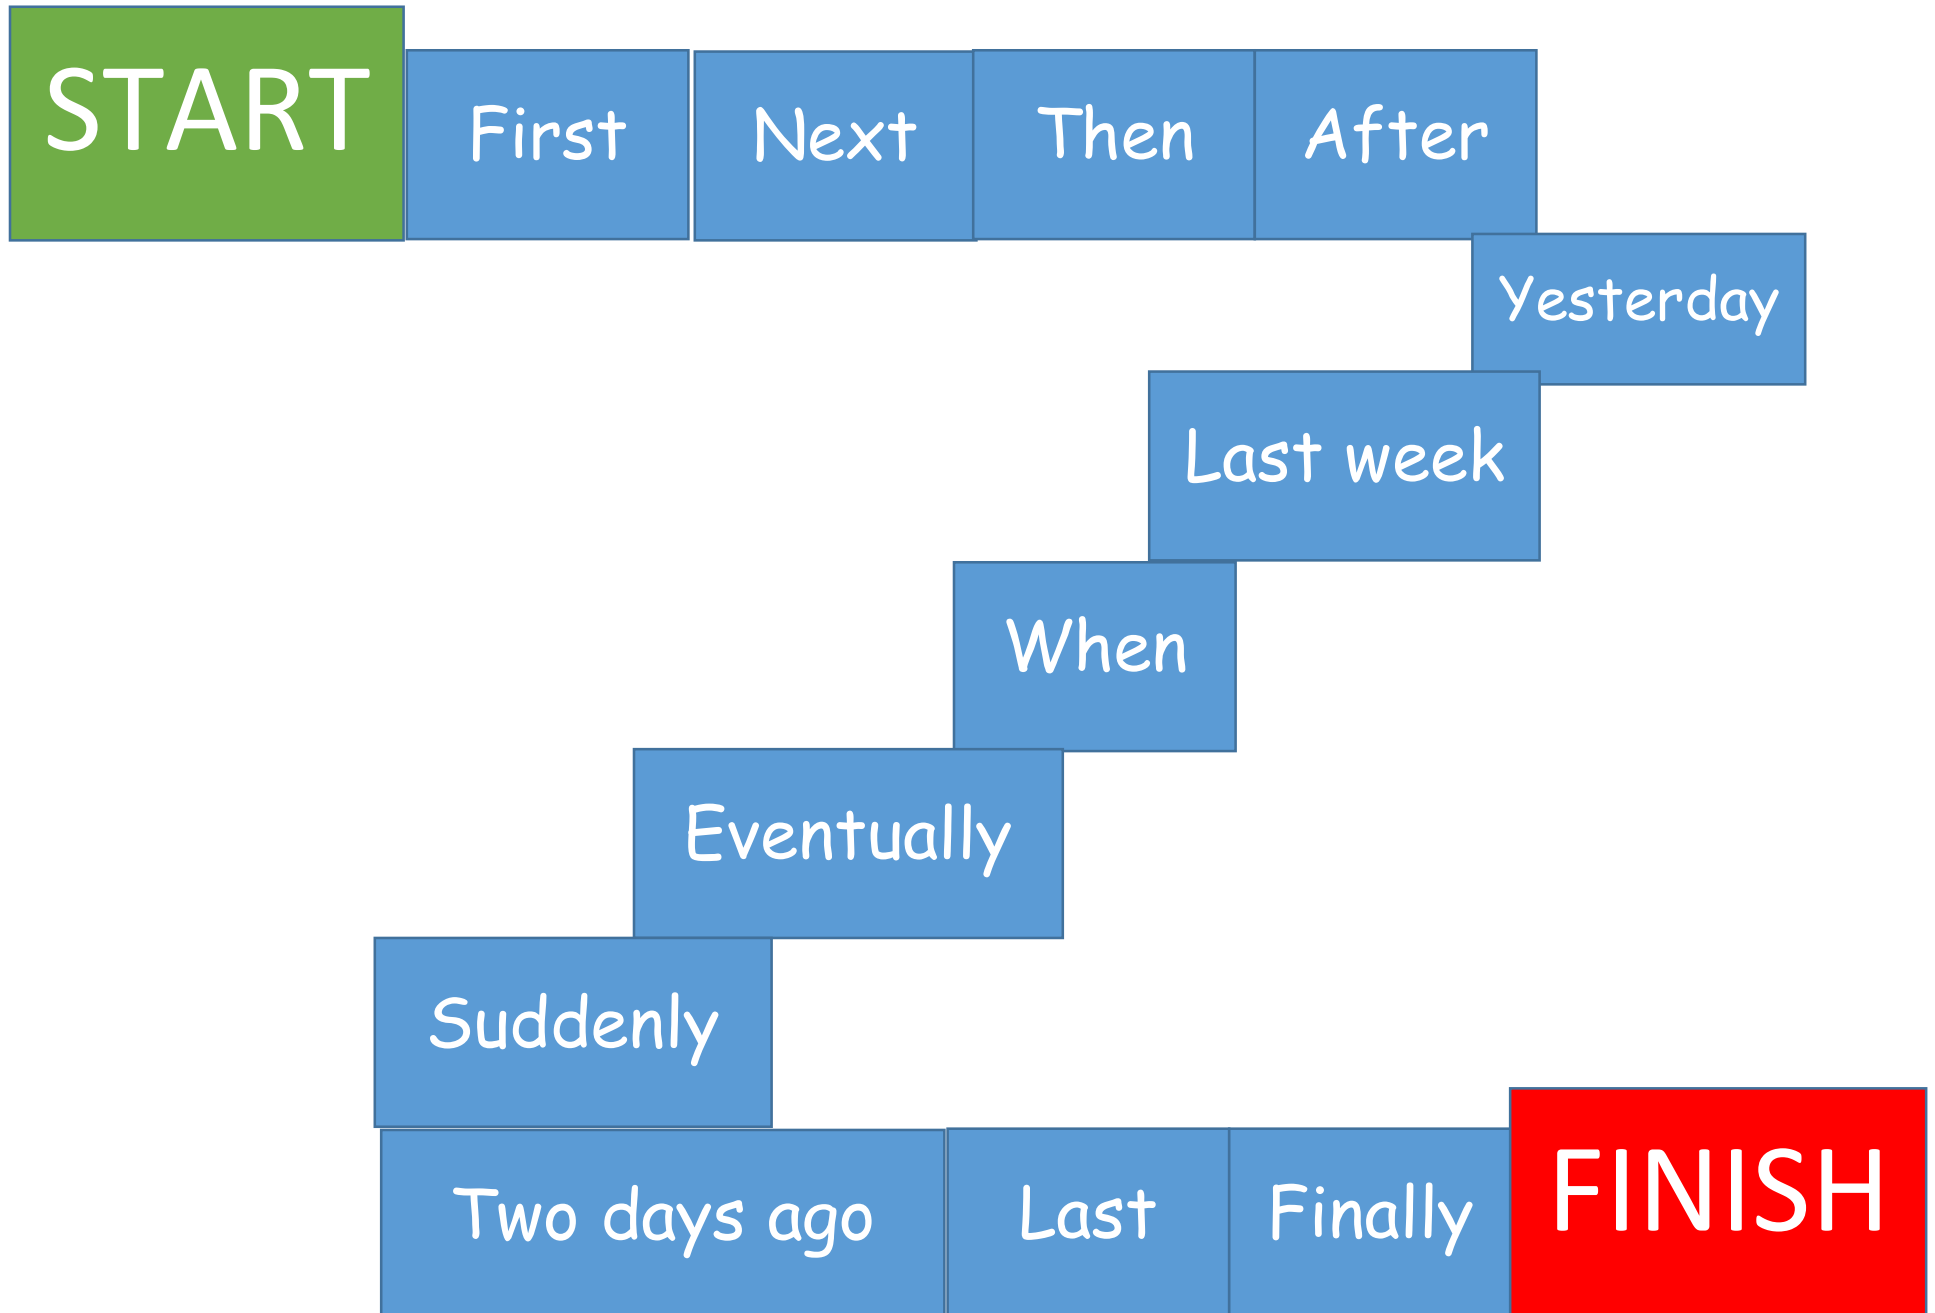 START
First
Next
Then
After
Yesterday
Last week
When
Eventually
Suddenly
Two days ago
Last
Finally
FINISH